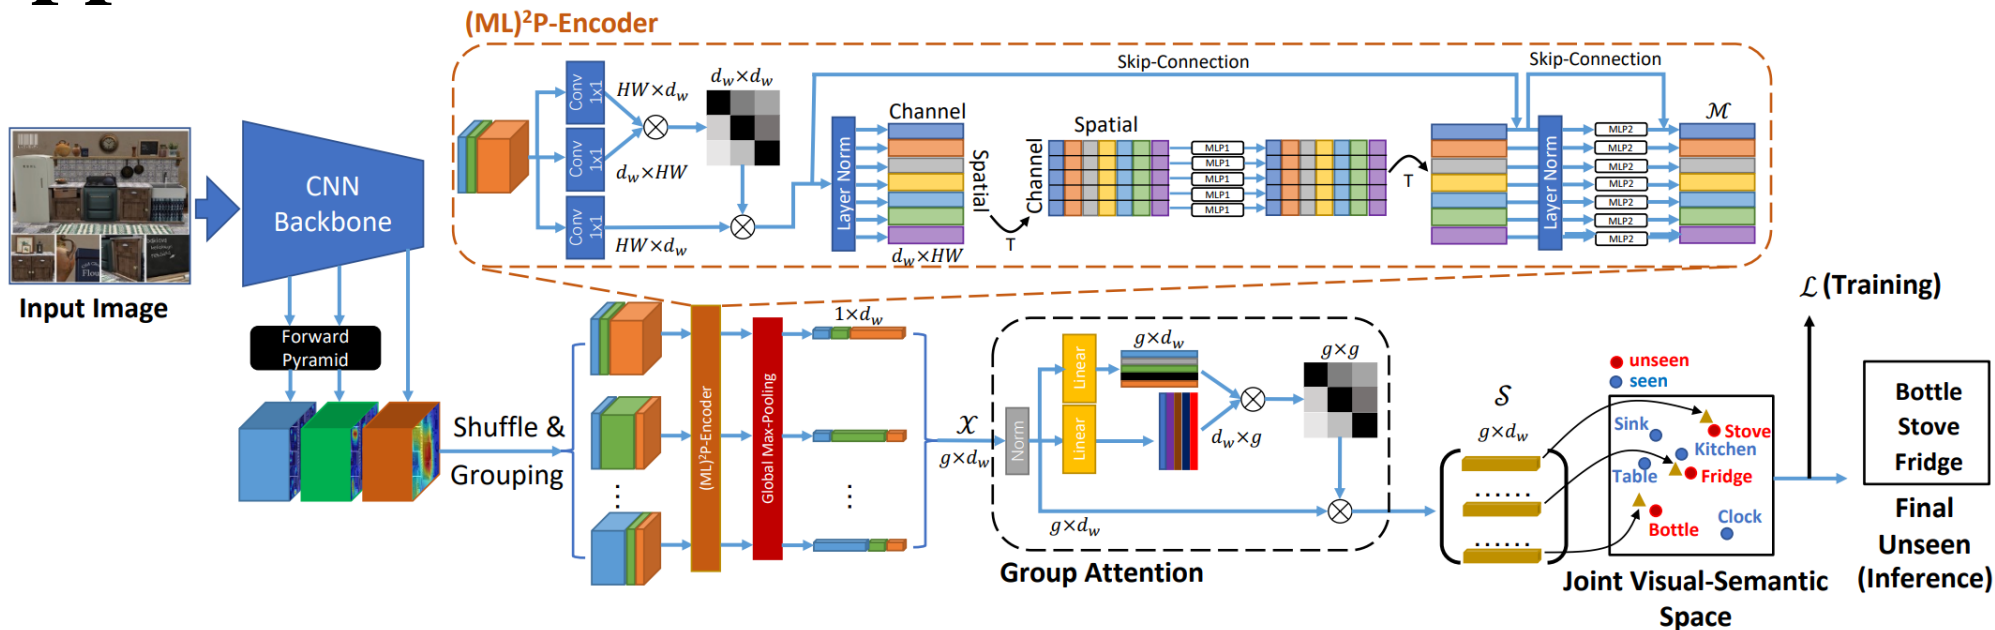 (ML)²P-Encoder
Conv 1x1
Conv 1x1
Conv 1x1
HW×d_w
d_w×HW
HW×d_w
d_w×d_w
Skip-Connection
Layer Norm
Channel
Spatial
d_w×HW
T
Spatial
Channel
MLP1
MLP1
MLP1
MLP1
MLP1
T
Skip-Connection
Layer Norm
MLP2
MLP2
MLP2
MLP2
MLP2
MLP2
MLP2
ℳ
Input Image
CNN
Backbone
Forward
Pyramid
Shuffle &
Grouping
(ML)²P-Encoder
Global Max-Pooling
1×d_w
𝒳
g×d_w
Norm
Linear
Linear
g×d_w
d_w×g
g×g
g×d_w
Group Attention
𝒮
g×d_w
unseen
seen
Sink
Stove
Kitchen
Table
Fridge
Bottle
Clock
Joint Visual-Semantic
Space
ℒ (Training)
Bottle
Stove
Fridge
Final
Unseen
(Inference)